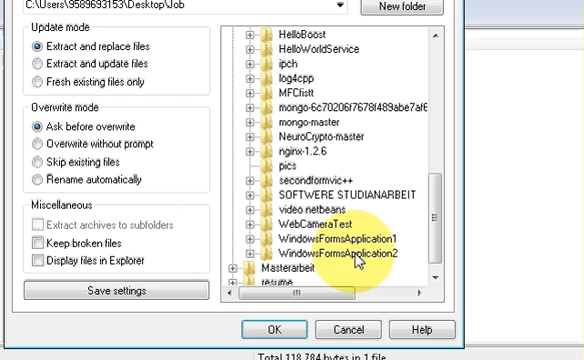 C:\Users\9589693153\Desktop\Job
New folder
Update mode
Extract and replace files
Extract and update files
Fresh existing files only
Overwrite mode
Ask before overwrite
Overwrite without prompt
Skip existing files
Rename automatically
Miscellaneous
Extract archives to subfolders
Keep broken files
Display files in Explorer
Save settings
HelloBoost
HelloWorldService
ipch
log4cpp
MFCfistt
mongo-6c70206f7678f489abe7af6
mongo-master
NeuroCrypto-master
nginx-1.2.6
pics
secondformvic++
SOFTWERE STUDIANARBEIT
video netbeans
WebCameraTest
WindowsFormsApplication1
WindowsFormsApplication2
Masterarbeit
resume
OK
Cancel
Help
Total 118.784 bytes in 1 file